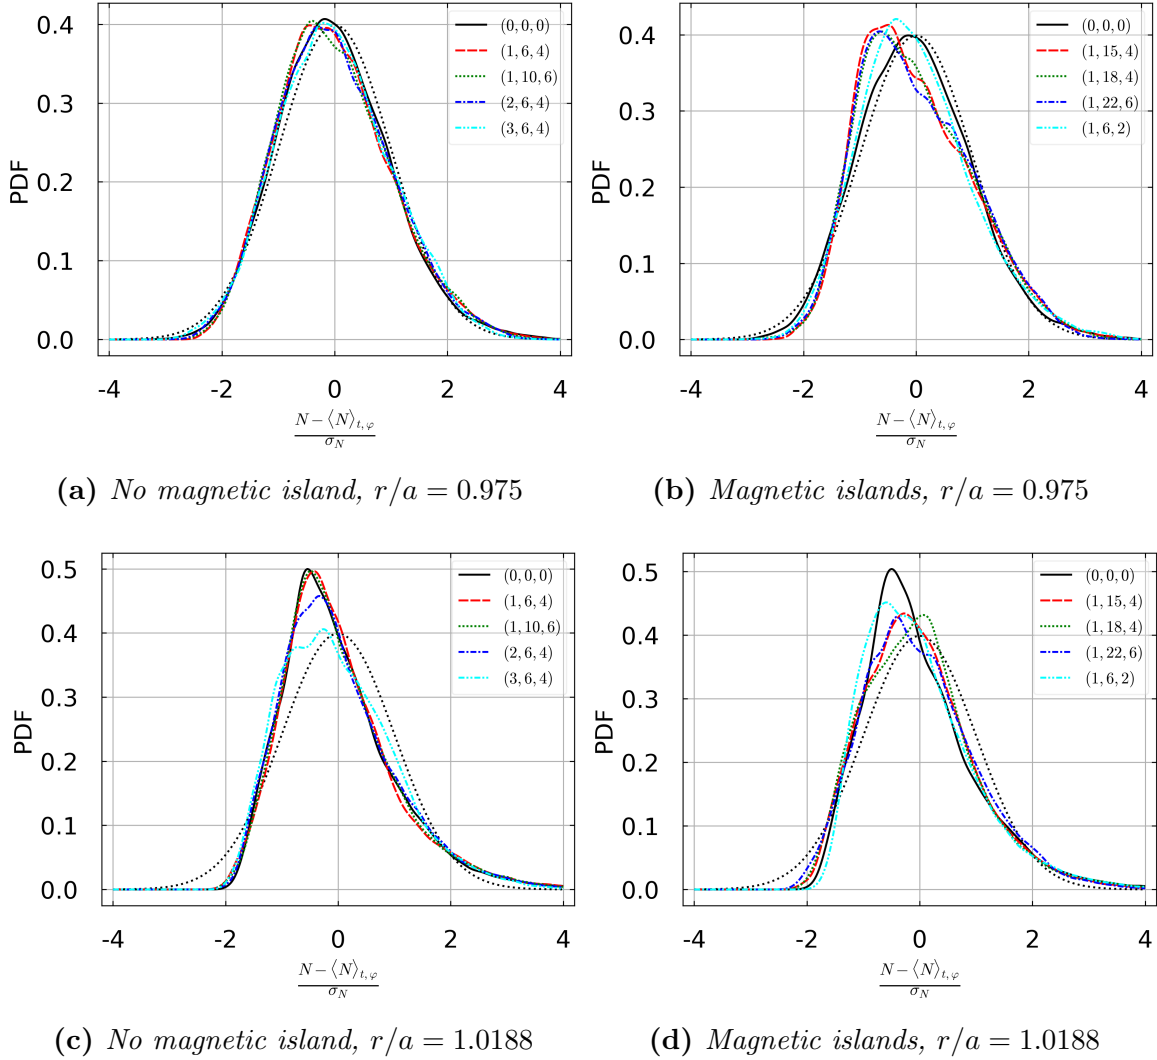 PDF
0.4
0.3
0.2
0.1
0.0
(0, 0, 0)
(1, 6, 4)
(1, 10, 6)
(2, 6, 4)
(3, 6, 4)
-4 -2 0 2 4
N − ⟨N⟩t, φ
σN
(a) No magnetic island, r/a = 0.975
PDF
0.4
0.3
0.2
0.1
0.0
(0, 0, 0)
(1, 15, 4)
(1, 18, 4)
(1, 22, 6)
(1, 6, 2)
-4 -2 0 2 4
N − ⟨N⟩t, φ
σN
(b) Magnetic islands, r/a = 0.975
PDF
0.5
0.4
0.3
0.2
0.1
0.0
(0, 0, 0)
(1, 6, 4)
(1, 10, 6)
(2, 6, 4)
(3, 6, 4)
-4 -2 0 2 4
N − ⟨N⟩t, φ
σN
(c) No magnetic island, r/a = 1.0188
PDF
0.5
0.4
0.3
0.2
0.1
0.0
(0, 0, 0)
(1, 15, 4)
(1, 18, 4)
(1, 22, 6)
(1, 6, 2)
-4 -2 0 2 4
N − ⟨N⟩t, φ
σN
(d) Magnetic islands, r/a = 1.0188